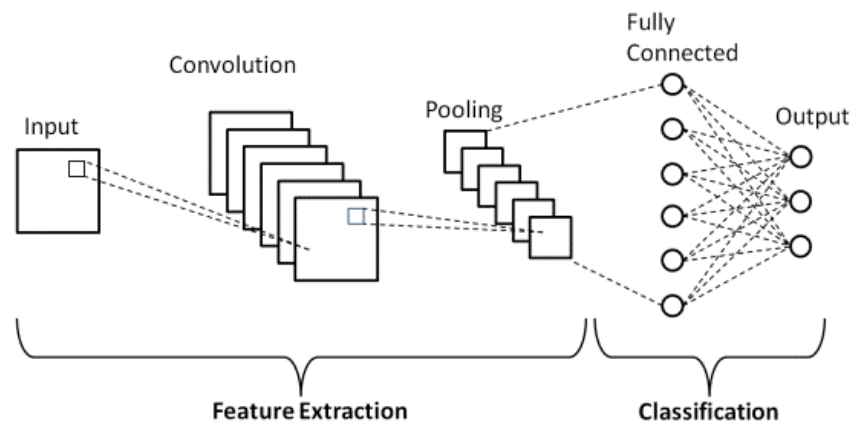 Input
Convolution
Pooling
Fully
Connected
Output
Feature Extraction
Classification